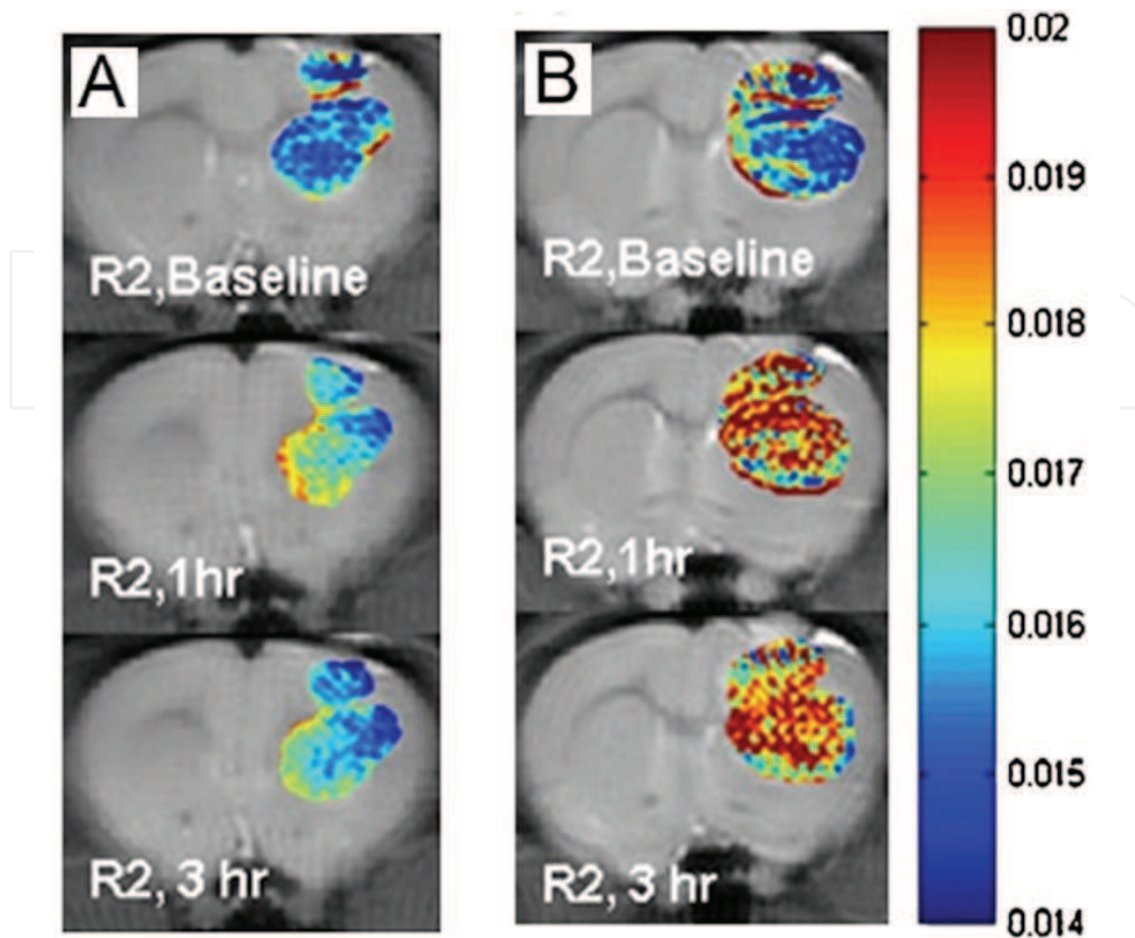 A
R2,Baseline
R2,1hr
R2, 3 hr
B
R2,Baseline
R2,1hr
R2, 3 hr
0.02
0.019
0.018
0.017
0.016
0.015
0.014